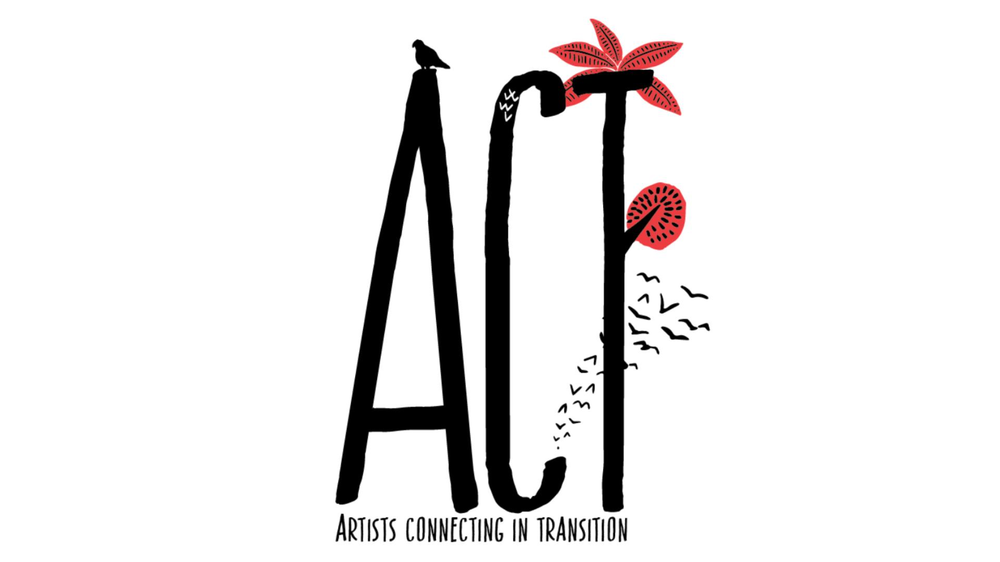 ACT
ARTISTS CONNECTING IN TRANSITION